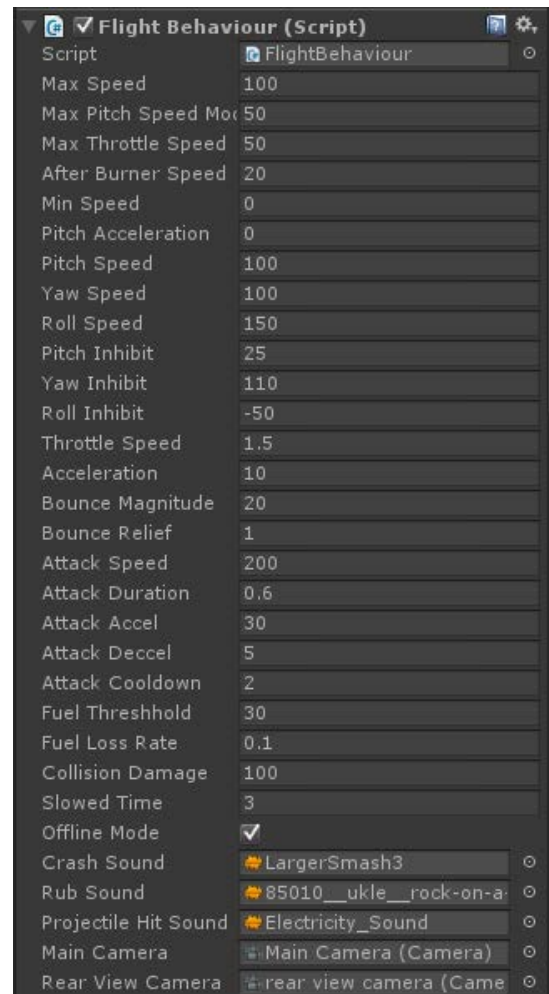 Flight Behaviour (Script)
Script FlightBehaviour
Max Speed 100
Max Pitch Speed Mo 50
Max Throttle Speed 50
After Burner Speed 20
Min Speed 0
Pitch Acceleration 0
Pitch Speed 100
Yaw Speed 100
Roll Speed 150
Pitch Inhibit 25
Yaw Inhibit 110
Roll Inhibit -50
Throttle Speed 1.5
Acceleration 10
Bounce Magnitude 20
Bounce Relief 1
Attack Speed 200
Attack Duration 0.6
Attack Accel 30
Attack Deccel 5
Attack Cooldown 2
Fuel Threshhold 30
Fuel Loss Rate 0.1
Collision Damage 100
Slowed Time 3
Offline Mode
Crash Sound LargerSmash3
Rub Sound 85010__ukle__rock-on-a-
Projectile Hit Sound Electricity_Sound
Main Camera Main Camera (Camera)
Rear View Camera rear view camera (Came